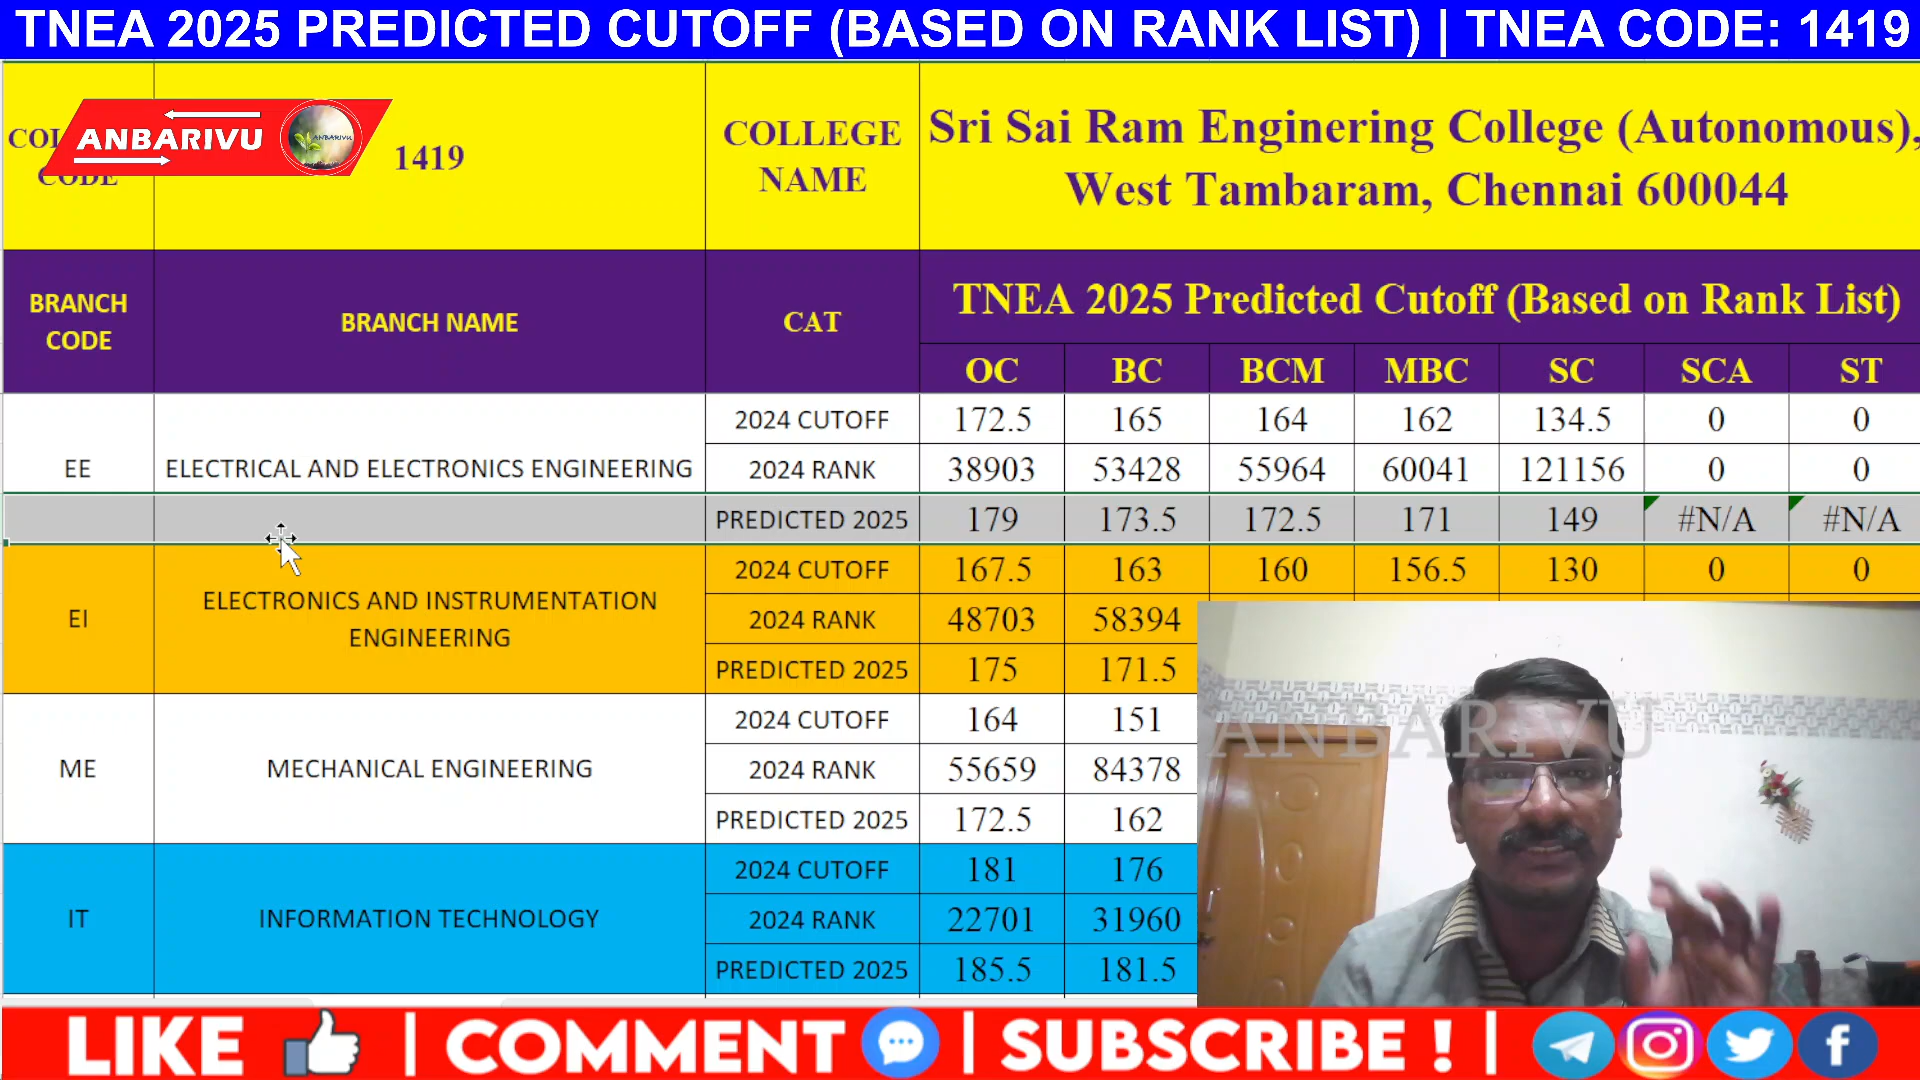 TNEA 2025 PREDICTED CUTOFF (BASED ON RANK LIST) | TNEA CODE: 1419
CODE
ANBARIVU
ANBARIVU
1419
COLLEGE
NAME
Sri Sai Ram Enginering College (Autonomous),
West Tambaram, Chennai 600044
BRANCH
CODE
BRANCH NAME
CAT
TNEA 2025 Predicted Cutoff (Based on Rank List)
OC BC BCM MBC SC SCA ST
2024 CUTOFF 172.5 165 164 162 134.5 0 0
EE ELECTRICAL AND ELECTRONICS ENGINEERING 2024 RANK 38903 53428 55964 60041 121156 0 0
PREDICTED 2025 179 173.5 172.5 171 149 #N/A #N/A
2024 CUTOFF 167.5 163 160 156.5 130 0 0
EI ELECTRONICS AND INSTRUMENTATION
ENGINEERING
2024 RANK 48703 58394
PREDICTED 2025 175 171.5
2024 CUTOFF 164 151
ME MECHANICAL ENGINEERING 2024 RANK 55659 84378
PREDICTED 2025 172.5 162
2024 CUTOFF 181 176
IT INFORMATION TECHNOLOGY 2024 RANK 22701 31960
PREDICTED 2025 185.5 181.5
ANBARIVU
LIKE | COMMENT | SUBSCRIBE ! |